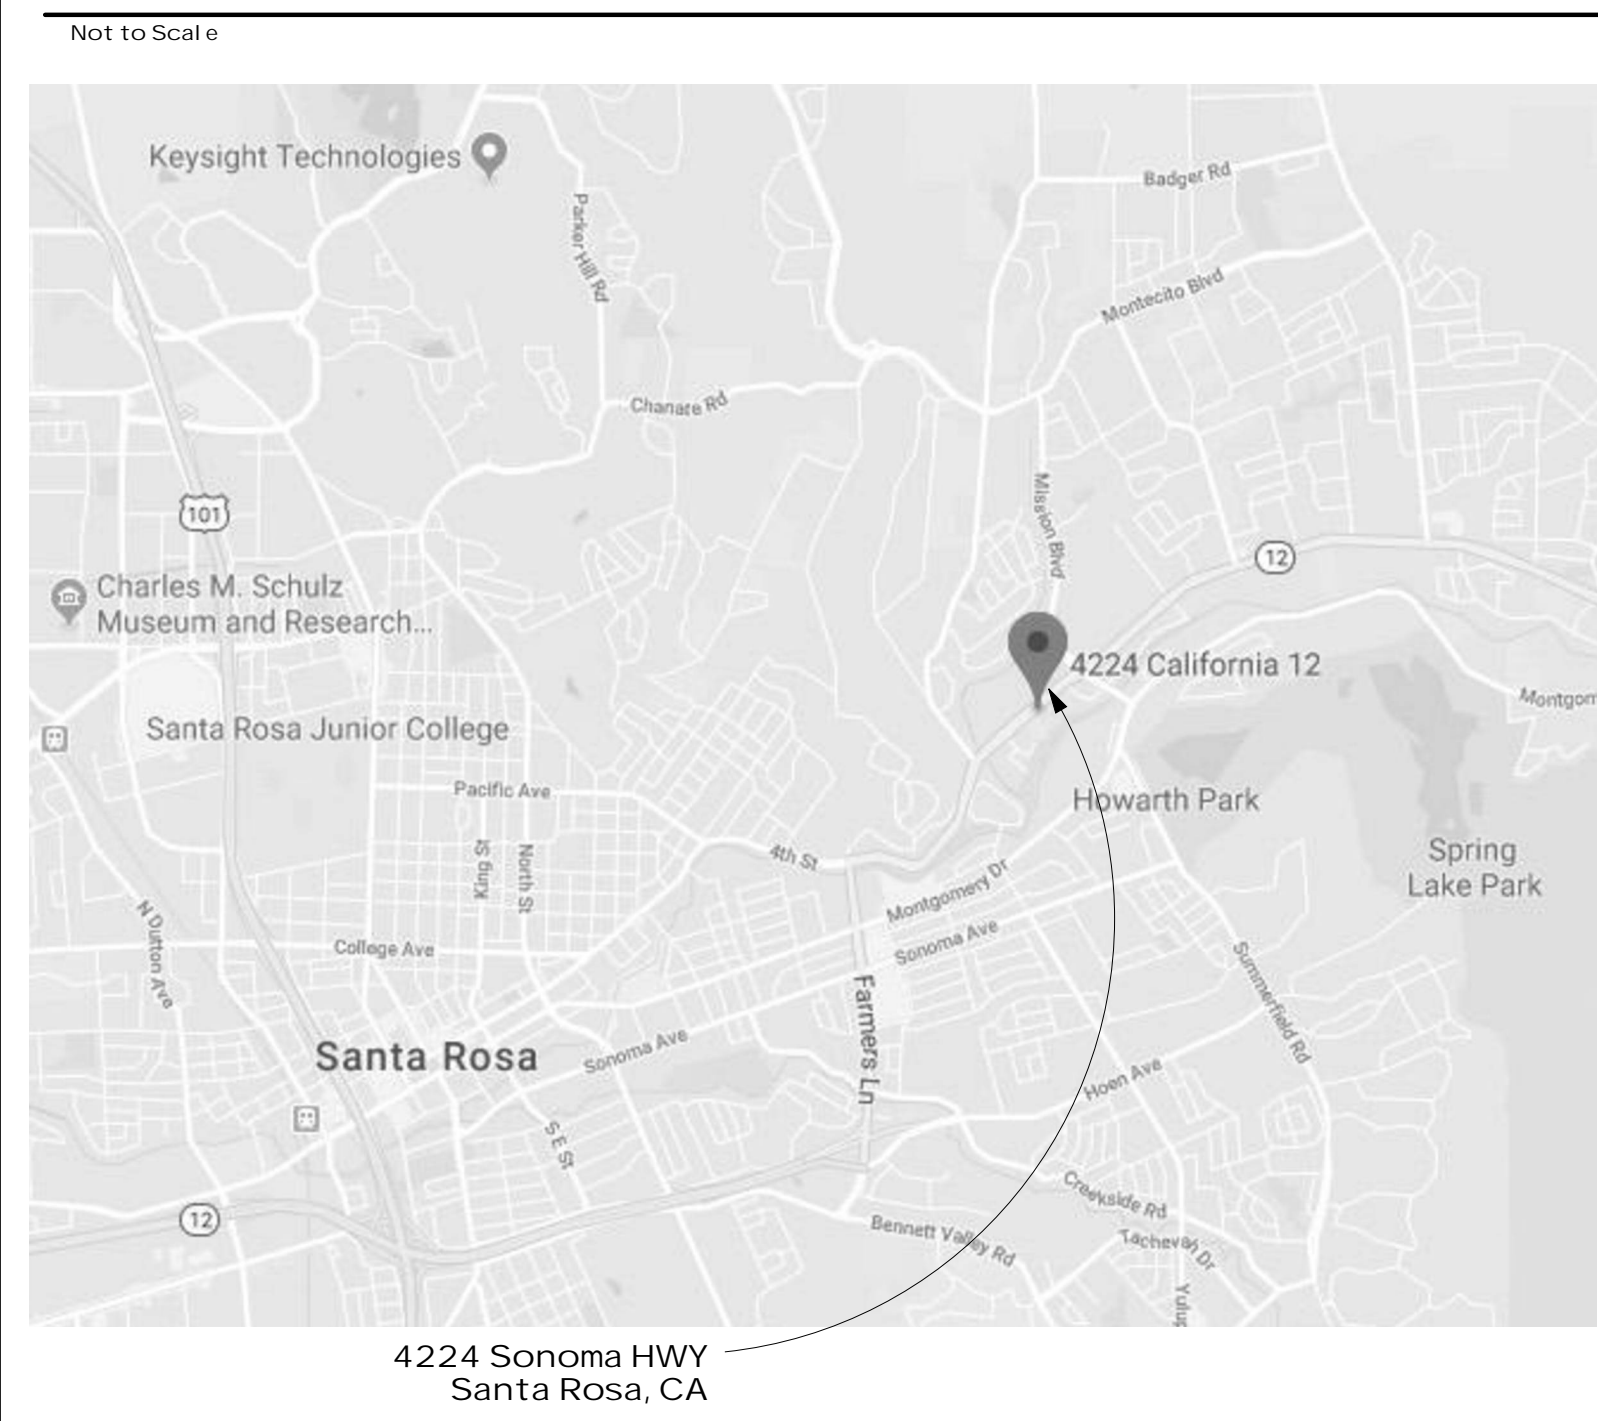 Not to Scale
Keysight Technologies
Badger Rd
Parker Hill Rd
Montecito Blvd
Chanate Rd
Mission Blvd
101
12
Charles M. Schulz
Museum and Research...
4224 California 12
Montgom
Santa Rosa Junior College
Pacific Ave
Howarth Park
King St
North St
4th St
Spring
Lake Park
Montgomery Dr
N Dutton Ave
College Ave
Sonoma Ave
Summerfield Rd
Farmers Ln
Santa Rosa
Sonoma Ave
Hoen Ave
S E St
Creekside Rd
12
Bennett Valley Rd
Tachevah Dr
Yulup
4224 Sonoma HWY
Santa Rosa, CA